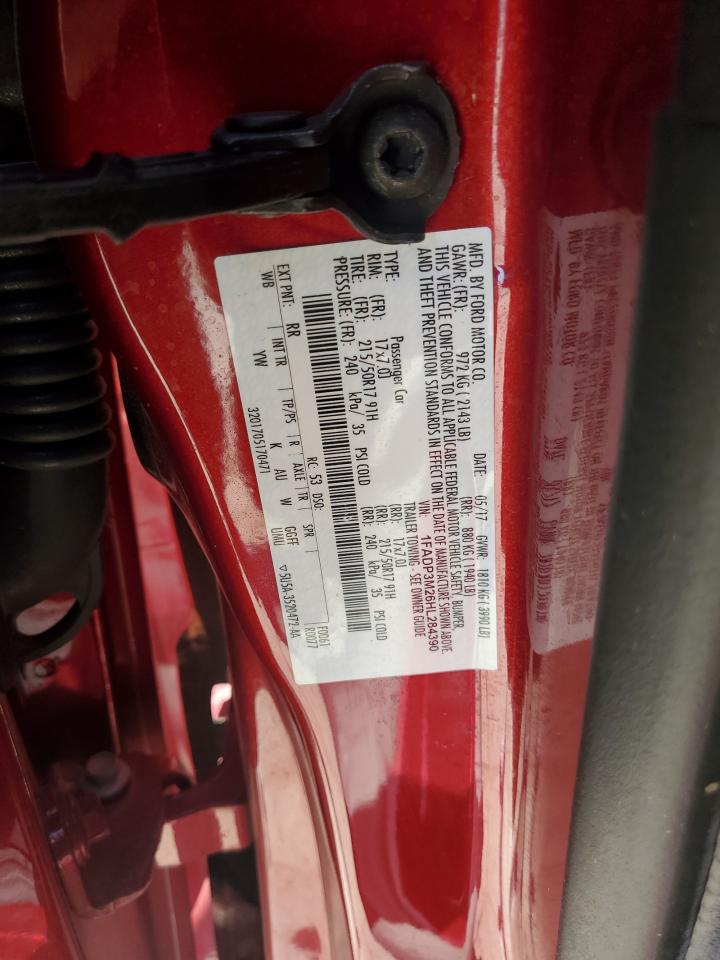 MFD. BY FORD MOTOR CO. DATE: 05/17 GVWR: 1810 KG ( 3990 LB)
GAWR: (FR): 972 KG ( 2143 LB) (RR): 880 KG ( 1940 LB)
THIS VEHICLE CONFORMS TO ALL APPLICABLE FEDERAL MOTOR VEHICLE SAFETY, BUMPER,
AND THEFT PREVENTION STANDARDS IN EFFECT ON THE DATE OF MANUFACTURE SHOWN ABOVE.
VIN: 1FADP3M26HL284390
TYPE: Passenger Car TRAILER TOWING - SEE OWNER GUIDE
RIM: (FR): 17x7.0J (RR): 17x7.0J
TIRE: (FR): 215/50R17 91H (RR): 215/50R17 91H
PRESSURE: (FR): 240 kPa/ 35 PSI COLD (RR): 240 kPa/ 35 PSI COLD
EXT PNT: RR RC: 53 DSO: F0061
WB INT TR TP/PS R AXLE TR SPR R0077
YW K AU W GGFF UMU
3201705170471 5U5A-3520472-AA